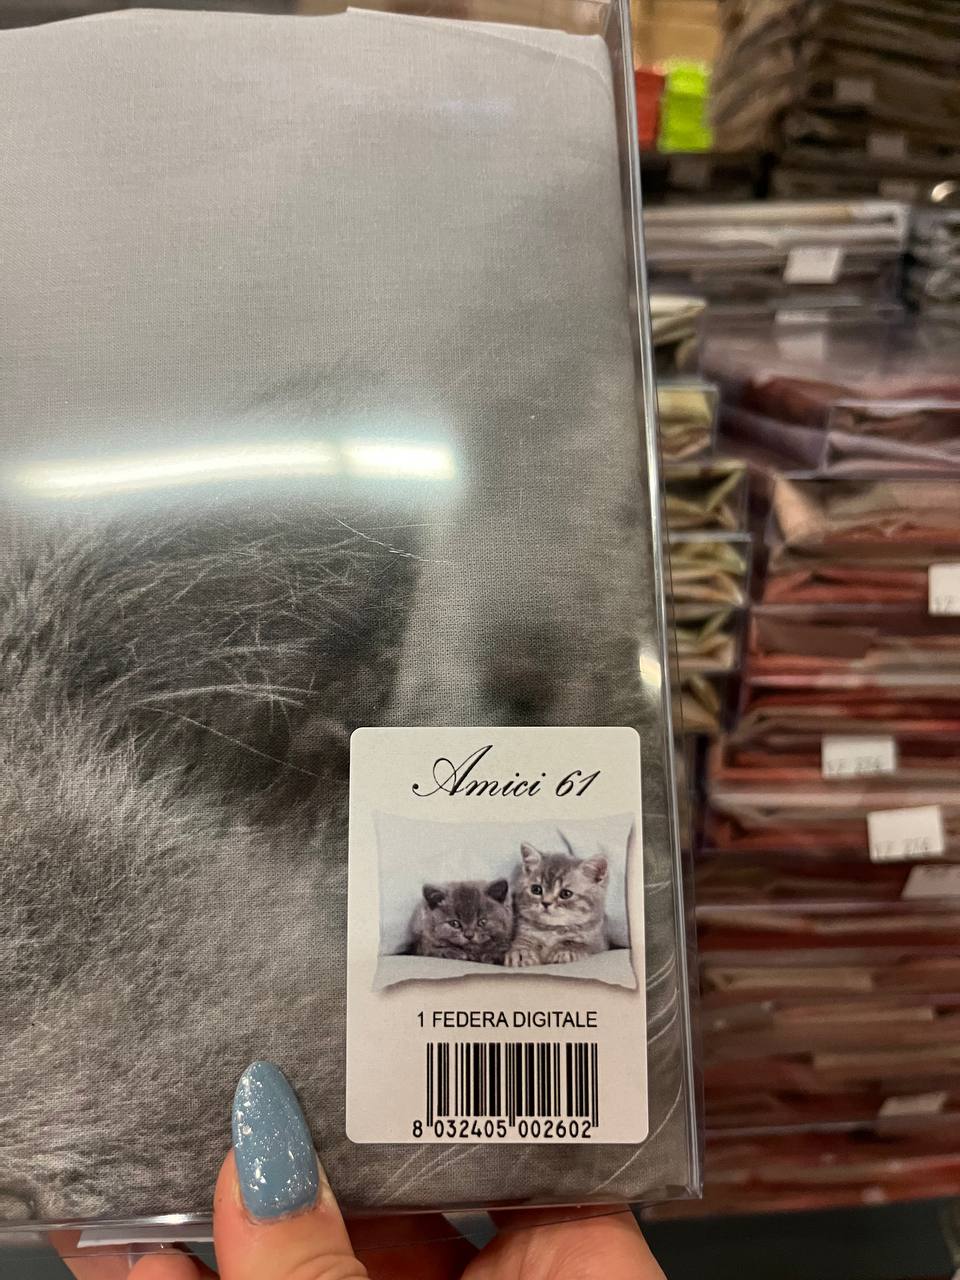 Amici 61
1 FEDERA DIGITALE
8 032405 002602